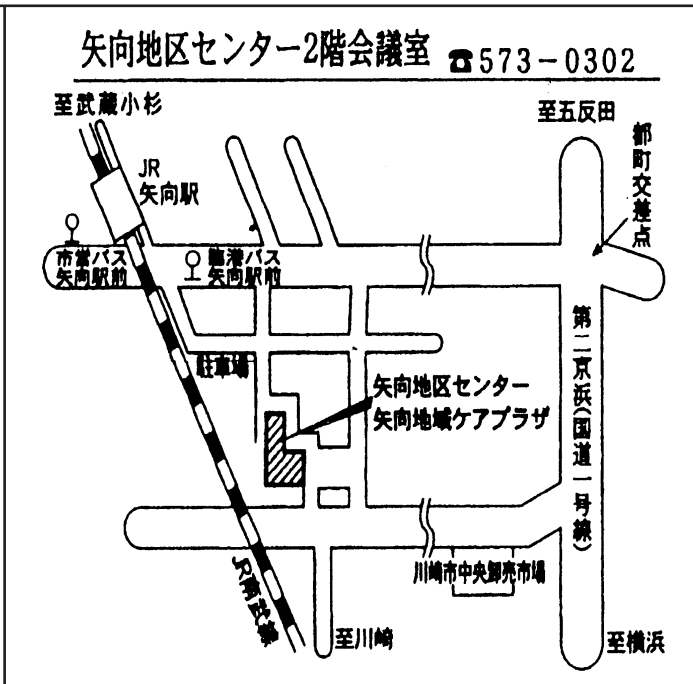 矢向地区センター2階会議室 ☎573-0302
至武蔵小杉
至五反田
都町交差点
JR
矢向駅
市営バス
矢向駅前
臨港バス
矢向駅前
駐車場
第二京浜(国道一号線)
矢向地区センター
矢向地域ケアプラザ
川崎市中央卸売市場
JR南武線
至川崎
至横浜